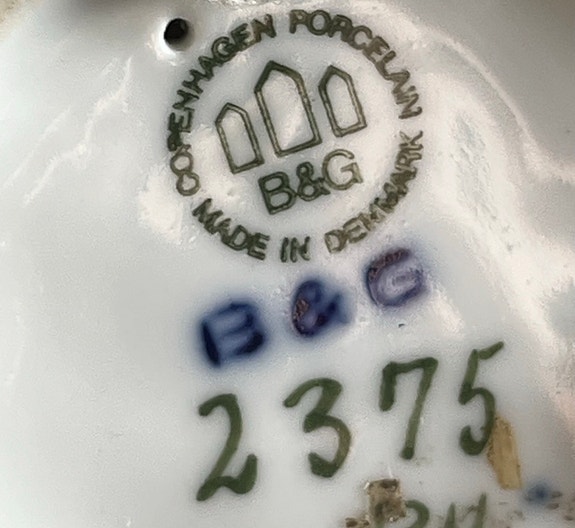 COPENHAGEN PORCELAIN
B&G
MADE IN DENMARK
B & G
2375